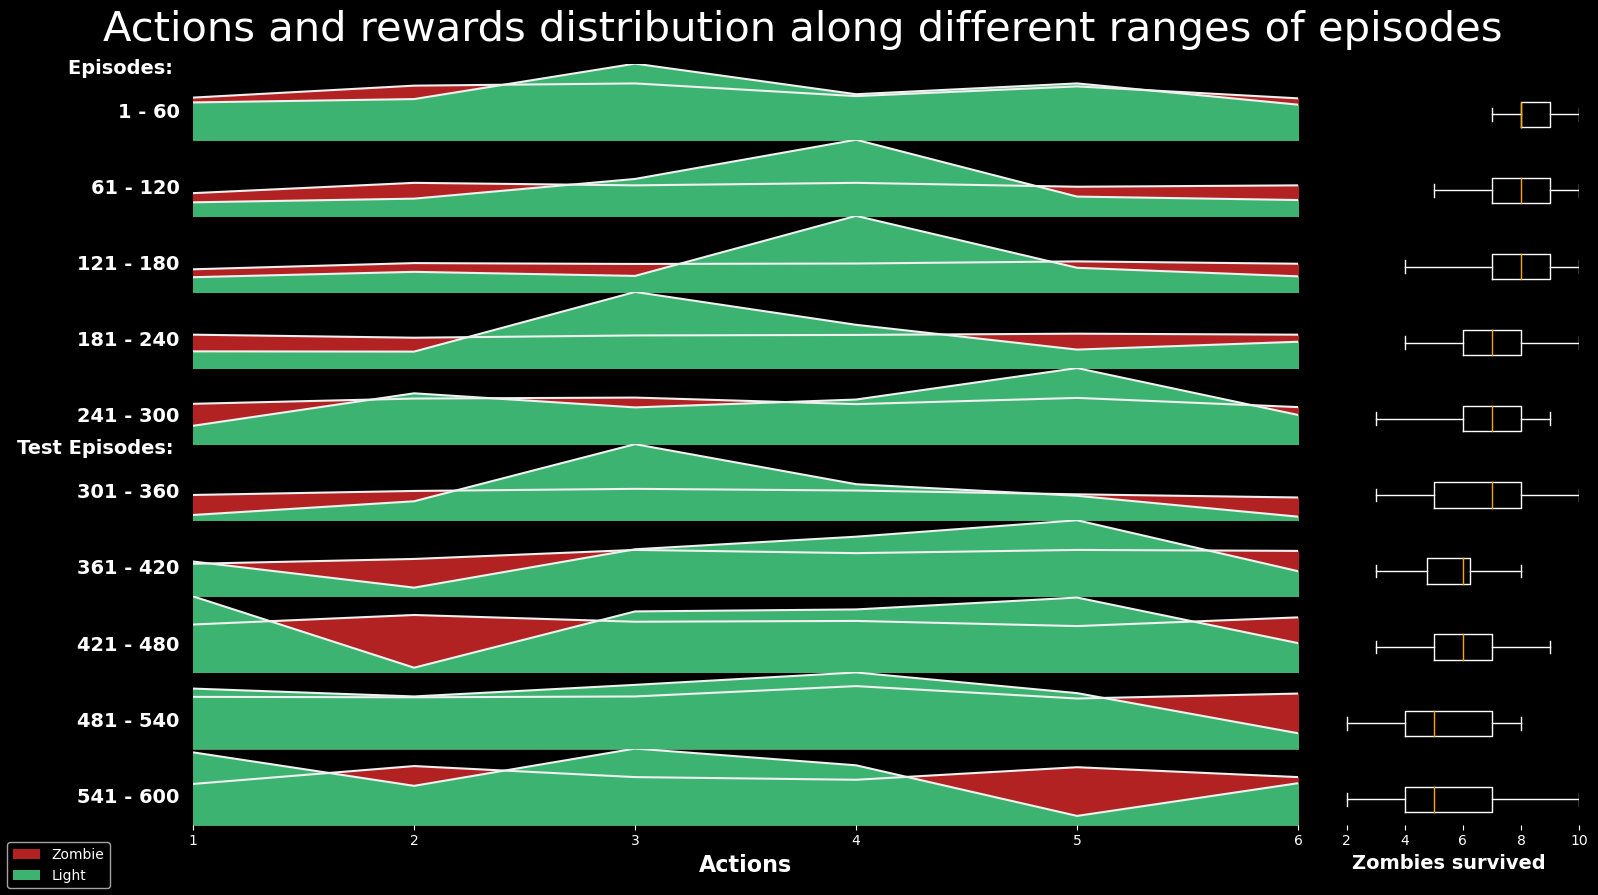 Actions and rewards distribution along different ranges of episodes
Episodes:
1 - 60
61 - 120
121 - 180
181 - 240
241 - 300
Test Episodes:
301 - 360
361 - 420
421 - 480
481 - 540
541 - 600
1 2 3 4 5 6
2 4 6 8 10
Actions
Zombies survived
Zombie
Light